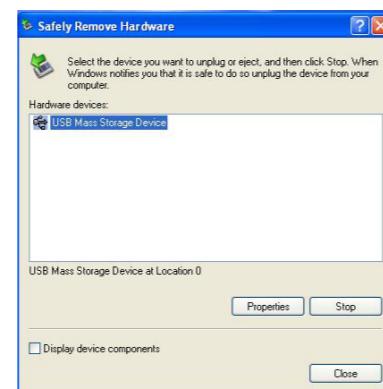 Safely Remove Hardware
Select the device you want to unplug or eject, and then click Stop. When
Windows notifies you that it is safe to do so unplug the device from your
computer.
Hardware devices:
USB Mass Storage Device
USB Mass Storage Device at Location 0
Properties Stop
Display device components
Close